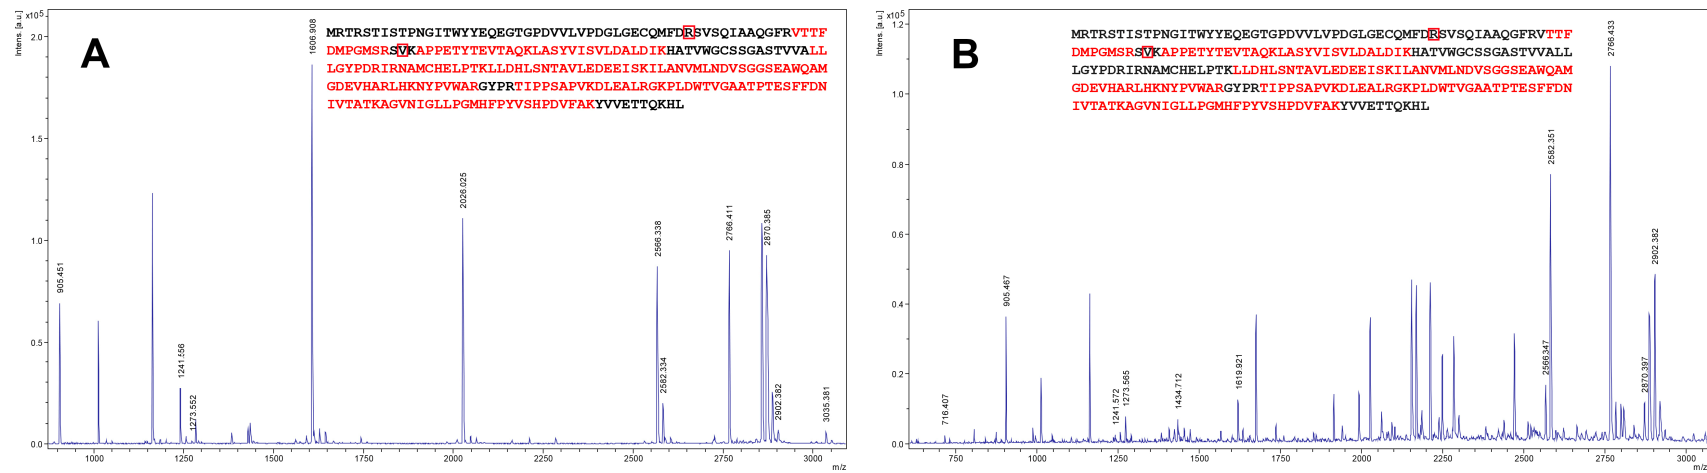 Intens. [a.u.]
x10⁵
A
MRTRSTISTPNGITWYYEQEGTGPDVVLVPDGLGECQMFDRSVSQIAAQGFRVTTF
DMPGMSRSVKAPPETYTEVTAQKLASYVISVLDALDIKHATVWGCSSGASTVVALL
LGYPDRIRNAMCHELPTKLLDHLSNTAVLEDEEISKILANVMLNDVSGGSEAWQAM
GDEVHARLHKNYPVWARGYPRTIPPSAPVKDLEALRGKPLDWTVGAATPTESFFDN
IVTATKAGVNIGLLPGMHFPYVSHPDVFAKYVVETTQKHL
2.0
1.5
1.0
0.5
0.0
905.451
1241.556
1273.552
1606.908
2026.025
2566.338
2582.334
2766.411
2870.385
2902.382
3035.381
1000 1250 1500 1750 2000 2250 2500 2750 3000
m/z
Intens. [a.u.]
x10⁵
B
MRTRSTISTPNGITWYYEQEGTGPDVVLVPDGLGECQMFDRSVSQIAAQGFRVTTF
DMPGMSRSVKAPPETYTEVTAQKLASYVISVLDALDIKHATVWGCSSGASTVVALL
LGYPDRIRNAMCHELPTKLLDHLSNTAVLEDEEISKILANVMLNDVSGGSEAWQAM
GDEVHARLHKNYPVWARGYPRTIPPSAPVKDLEALRGKPLDWTVGAATPTESFFDN
IVTATKAGVNIGLLPGMHFPYVSHPDVFAKYVVETTQKHL
1.2
1.0
0.8
0.6
0.4
0.2
0.0
716.407
905.467
1241.572
1273.565
1434.712
1619.921
2566.347
2582.351
2766.433
2870.397
2902.382
750 1000 1250 1500 1750 2000 2250 2500 2750 3000
m/z